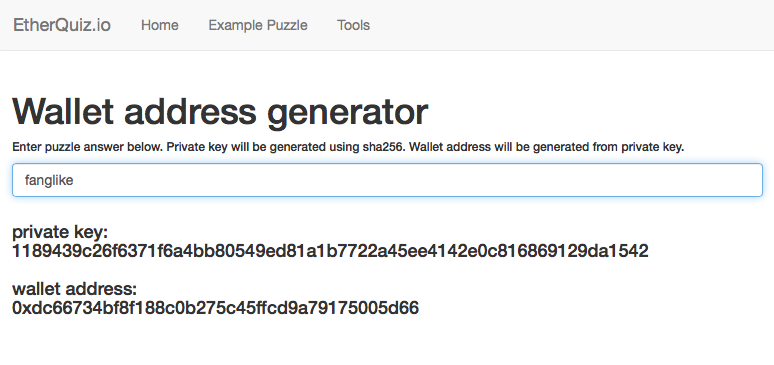 EtherQuiz.io Home Example Puzzle Tools
Wallet address generator
Enter puzzle answer below. Private key will be generated using sha256. Wallet address will be generated from private key.
fanglike
private key:
1189439c26f6371f6a4bb80549ed81a1b7722a45ee4142e0c816869129da1542
wallet address:
0xdc66734bf8f188c0b275c45ffcd9a79175005d66